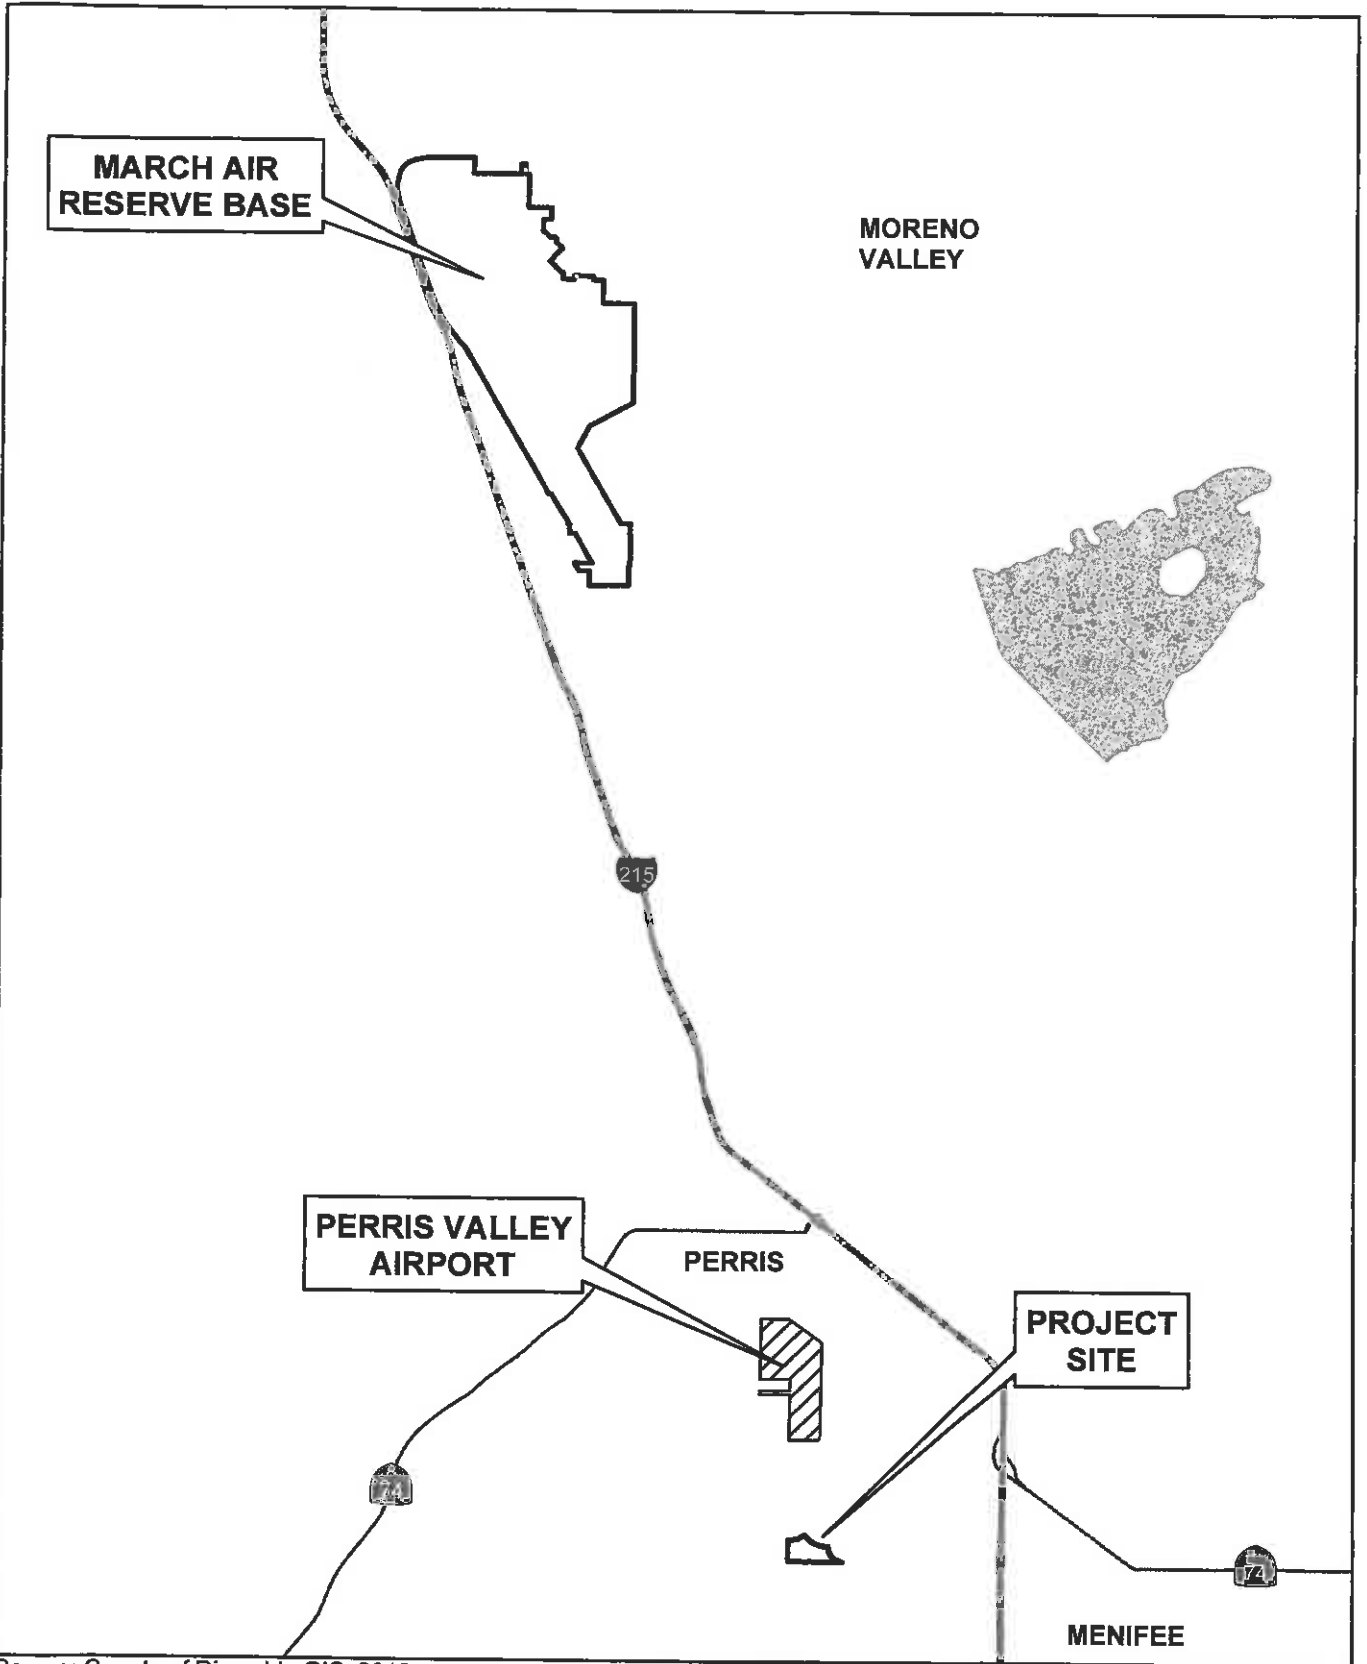 MARCH AIR
RESERVE BASE
MORENO
VALLEY
215
PERRIS VALLEY
AIRPORT
PERRIS
PROJECT
SITE
74
74
MENIFEE